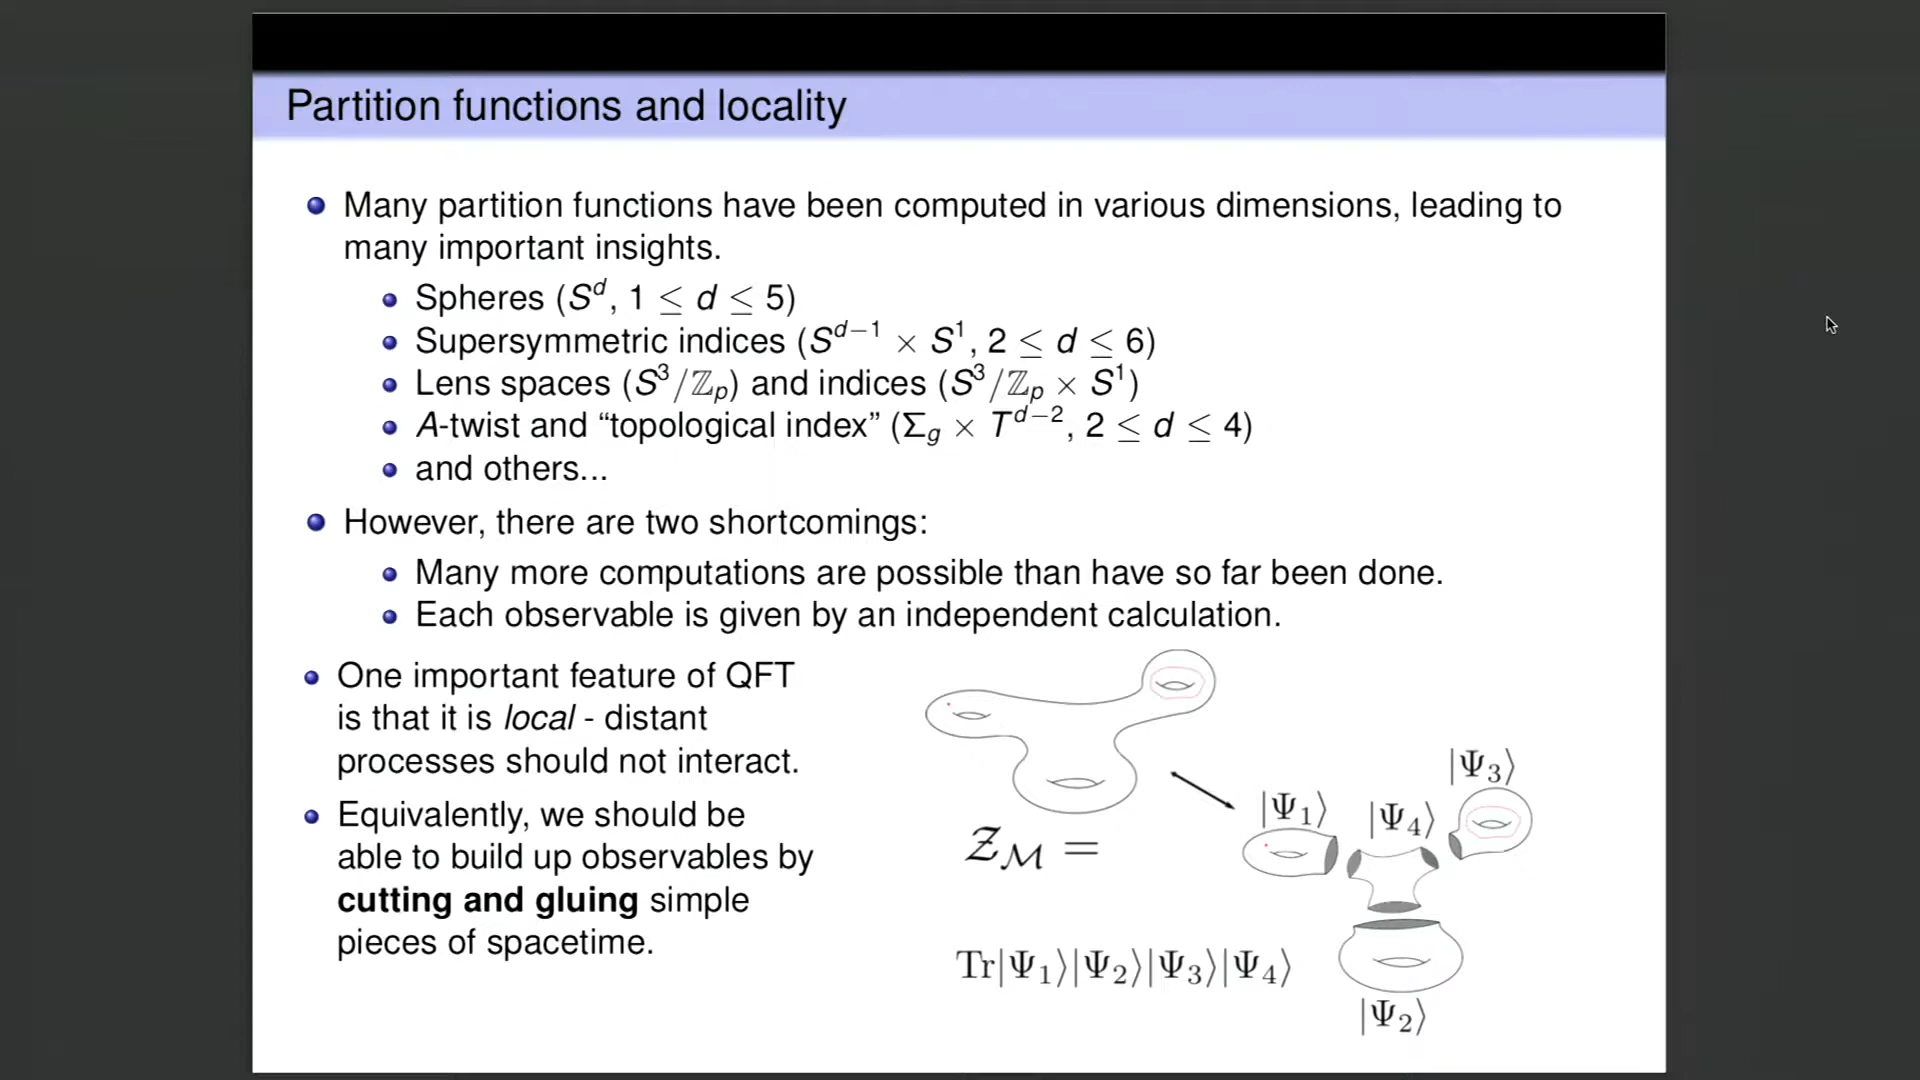 Partition functions and locality
Many partition functions have been computed in various dimensions, leading to
many important insights.
Spheres (S^d, 1 ≤ d ≤ 5)
Supersymmetric indices (S^{d−1} × S^1, 2 ≤ d ≤ 6)
Lens spaces (S^3/ℤ_p) and indices (S^3/ℤ_p × S^1)
A-twist and “topological index” (Σ_g × T^{d−2}, 2 ≤ d ≤ 4)
and others...
However, there are two shortcomings:
Many more computations are possible than have so far been done.
Each observable is given by an independent calculation.
One important feature of QFT
is that it is local - distant
processes should not interact.
Equivalently, we should be
able to build up observables by
cutting and gluing simple
pieces of spacetime.
|Ψ_3⟩
|Ψ_1⟩
|Ψ_4⟩
𝒵_ℳ =
Tr|Ψ_1⟩|Ψ_2⟩|Ψ_3⟩|Ψ_4⟩
|Ψ_2⟩